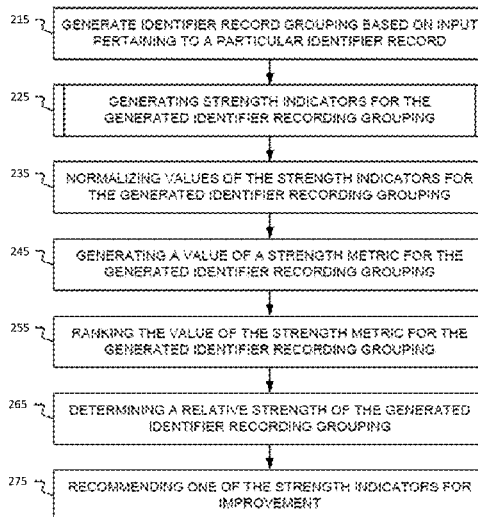 215
GENERATE IDENTIFIER RECORD GROUPING BASED ON INPUT
PERTAINING TO A PARTICULAR IDENTIFIER RECORD
225
GENERATING STRENGTH INDICATORS FOR THE
GENERATED IDENTIFIER RECORDING GROUPING
235
NORMALIZING VALUES OF THE STRENGTH INDICATORS FOR
THE GENERATED IDENTIFIER RECORDING GROUPING
245
GENERATING A VALUE OF A STRENGTH METRIC FOR THE
GENERATED IDENTIFIER RECORDING GROUPING
255
RANKING THE VALUE OF THE STRENGTH METRIC FOR THE
GENERATED IDENTIFIER RECORDING GROUPING
265
DETERMINING A RELATIVE STRENGTH OF THE GENERATED
IDENTIFIER RECORDING GROUPING
275
RECOMMENDING ONE OF THE STRENGTH INDICATORS FOR
IMPROVEMENT